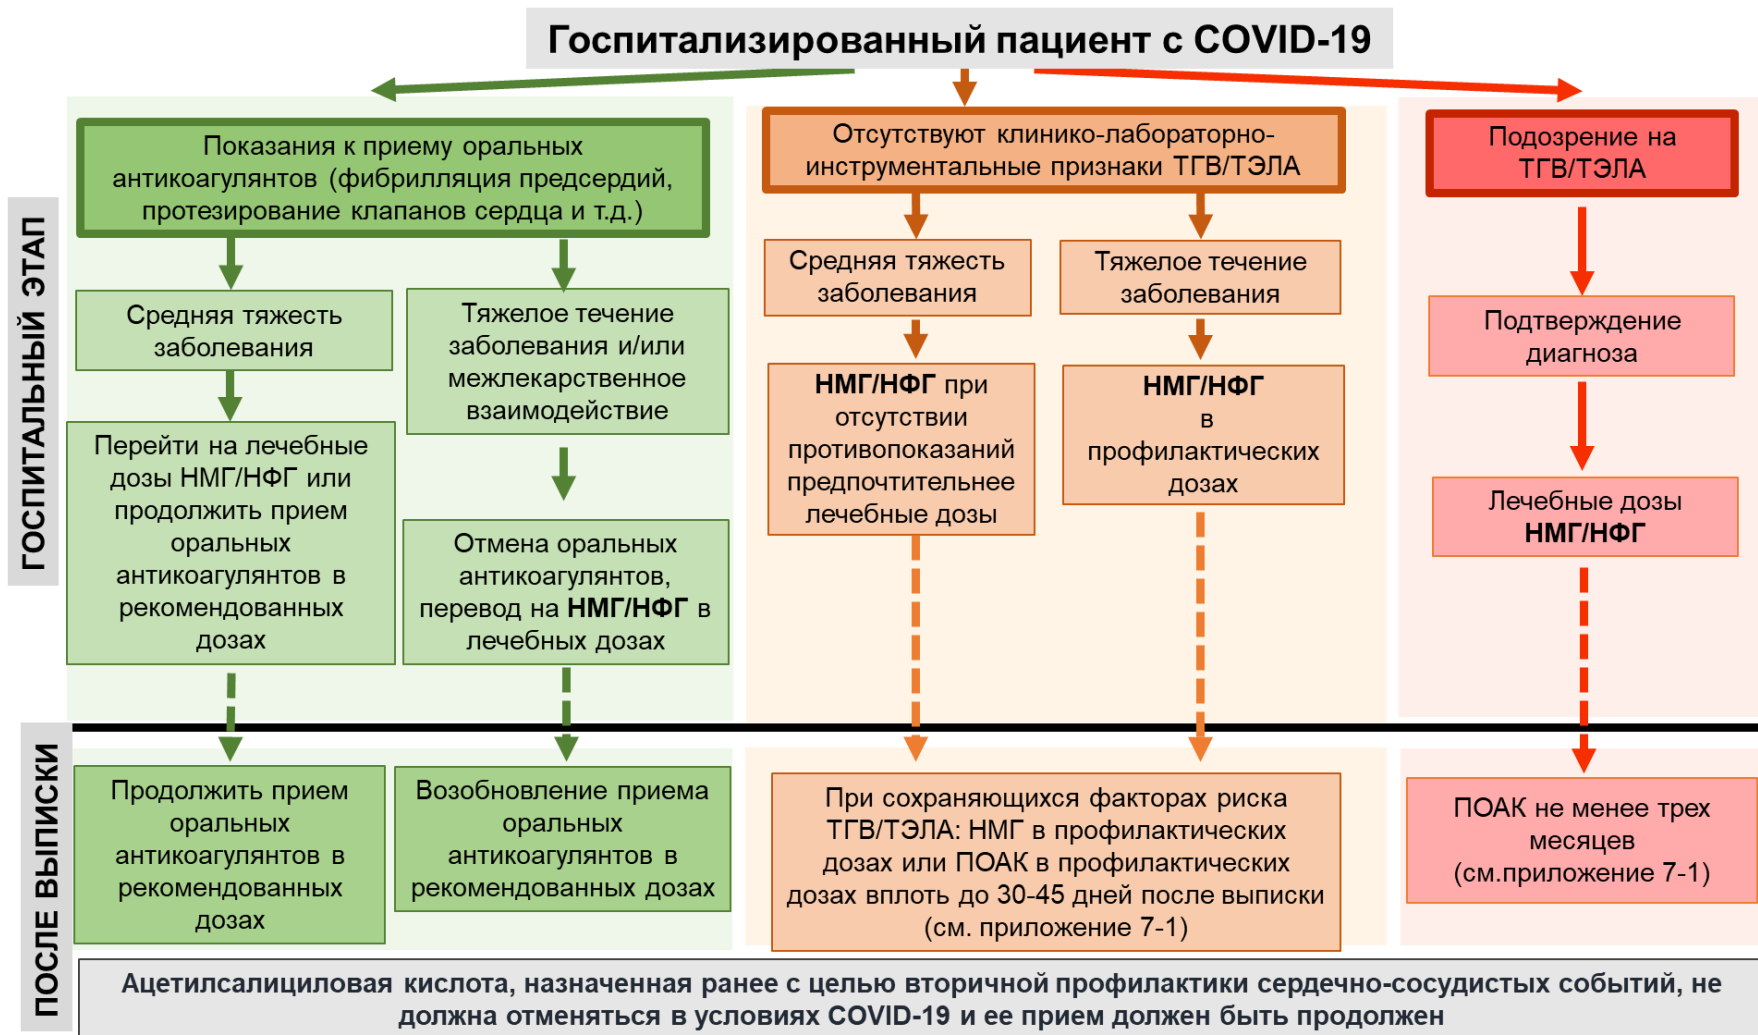 Госпитализированный пациент с COVID-19
ГОСПИТАЛЬНЫЙ ЭТАП
Показания к приему оральных
антикоагулянтов (фибрилляция предсердий,
протезирование клапанов сердца и т.д.)
Средняя тяжесть
заболевания
Перейти на лечебные
дозы НМГ/НФГ или
продолжить прием
оральных
антикоагулянтов в
рекомендованных
дозах
Тяжелое течение
заболевания и/или
межлекарственное
взаимодействие
Отмена оральных
антикоагулянтов,
перевод на НМГ/НФГ в
лечебных дозах
Отсутствуют клинико-лабораторно-
инструментальные признаки ТГВ/ТЭЛА
Средняя тяжесть
заболевания
НМГ/НФГ при
отсутствии
противопоказаний
предпочтительнее
лечебные дозы
Тяжелое течение
заболевания
НМГ/НФГ
в
профилактических
дозах
Подозрение на
ТГВ/ТЭЛА
Подтверждение
диагноза
Лечебные дозы
НМГ/НФГ
ПОСЛЕ ВЫПИСКИ
Продолжить прием
оральных
антикоагулянтов в
рекомендованных
дозах
Возобновление приема
оральных
антикоагулянтов в
рекомендованных дозах
При сохраняющихся факторах риска
ТГВ/ТЭЛА: НМГ в профилактических
дозах или ПОАК в профилактических
дозах вплоть до 30-45 дней после выписки
(см. приложение 7-1)
ПОАК не менее трех
месяцев
(см.приложение 7-1)
Ацетилсалициловая кислота, назначенная ранее с целью вторичной профилактики сердечно-сосудистых событий, не
должна отменяться в условиях COVID-19 и ее прием должен быть продолжен